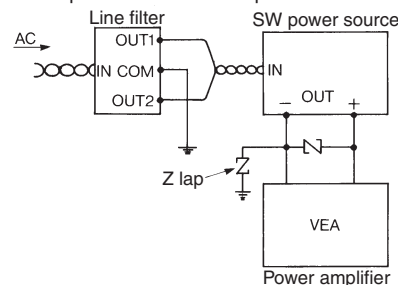 Line filter
SW power source
AC
OUT1
IN COM
OUT2
IN
OUT
− +
Z lap
VEA
Power amplifier